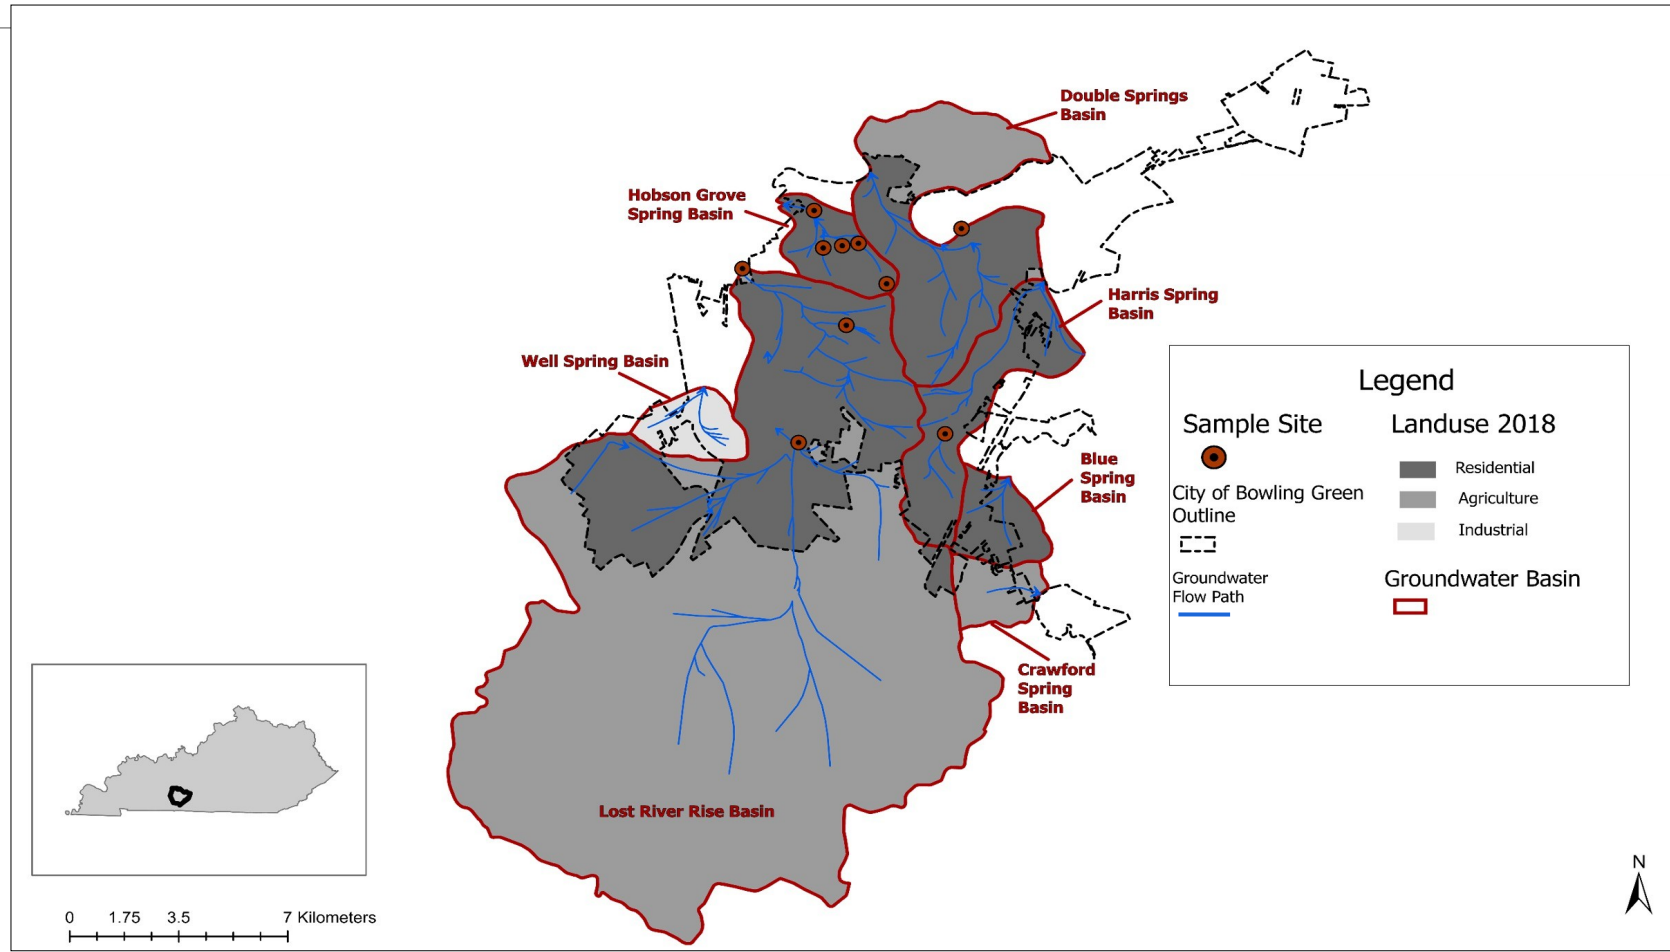 Double Springs
Basin
Hobson Grove
Spring Basin
Harris Spring
Basin
Well Spring Basin
Blue
Spring
Basin
Crawford
Spring
Basin
Lost River Rise Basin
Legend
Sample Site
City of Bowling Green
Outline
Groundwater
Flow Path
Landuse 2018
Residential
Agriculture
Industrial
Groundwater Basin
0 1.75 3.5 7 Kilometers
N